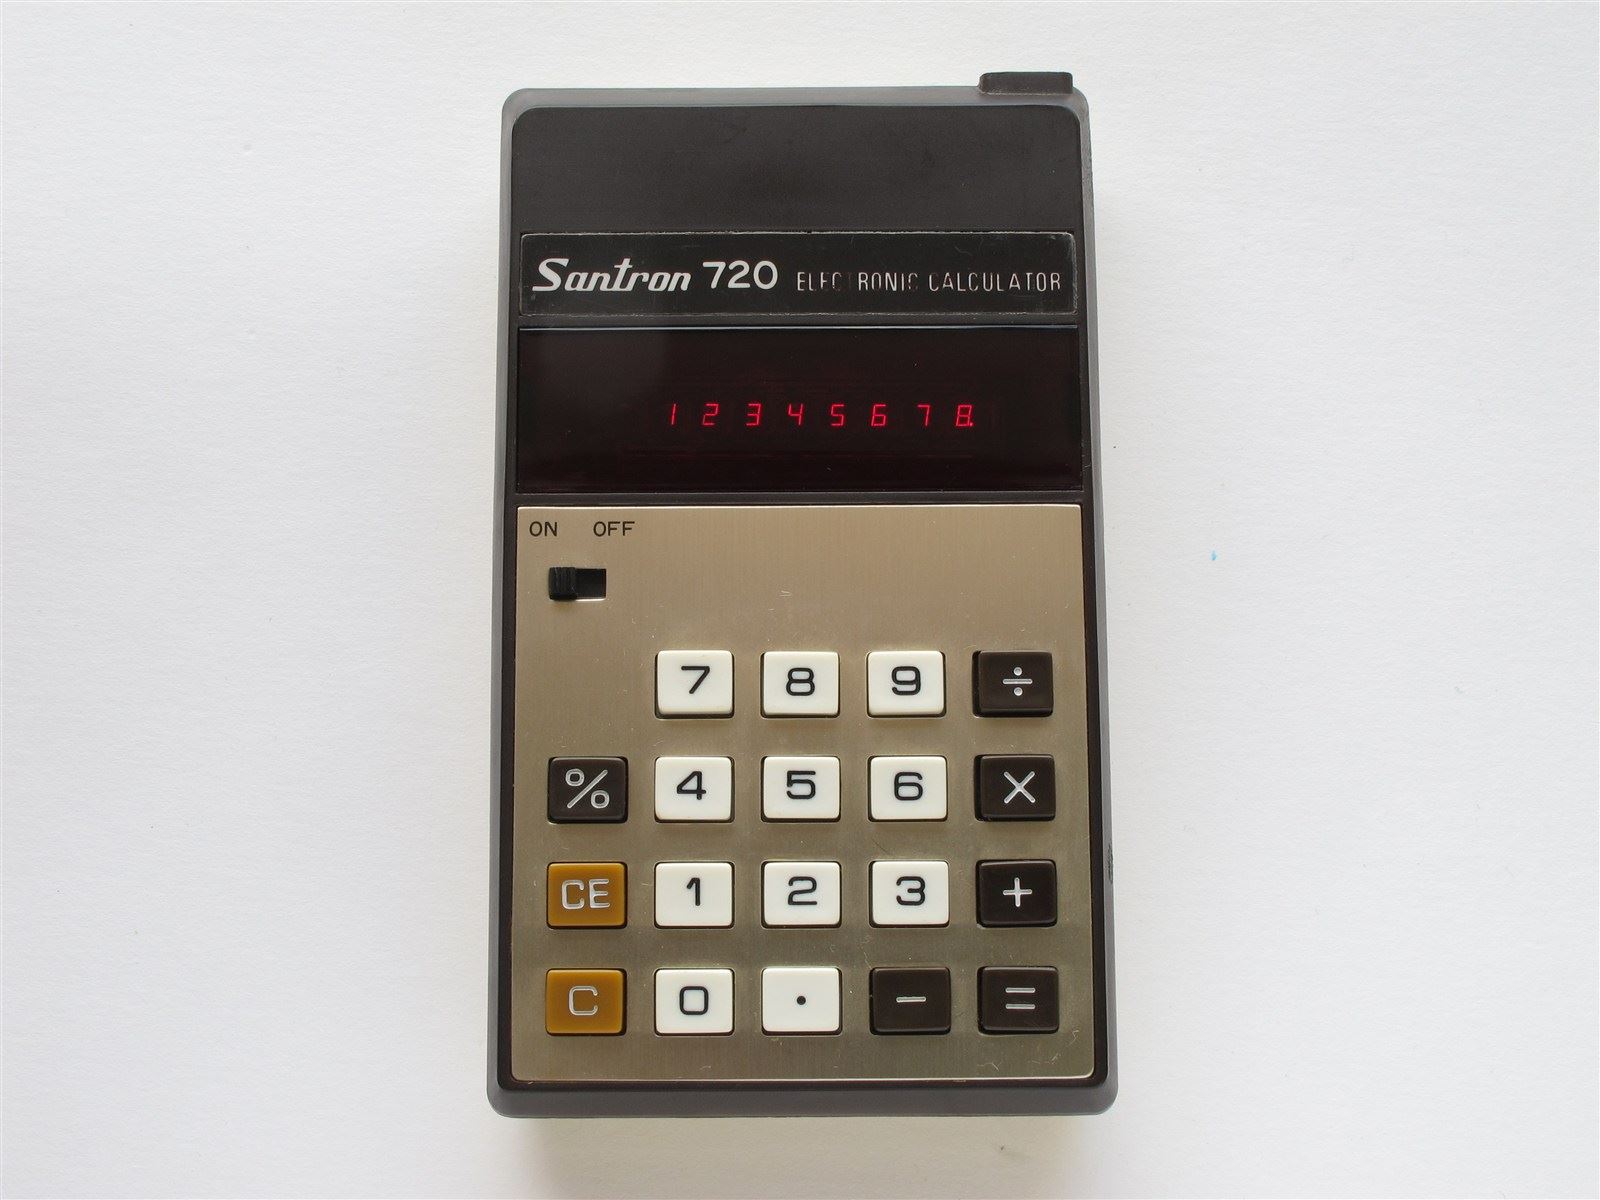 Santron 720 ELECTRONIC CALCULATOR
12345678.
ON OFF
7 8 9 ÷
% 4 5 6 ×
CE 1 2 3 +
C 0 . − =